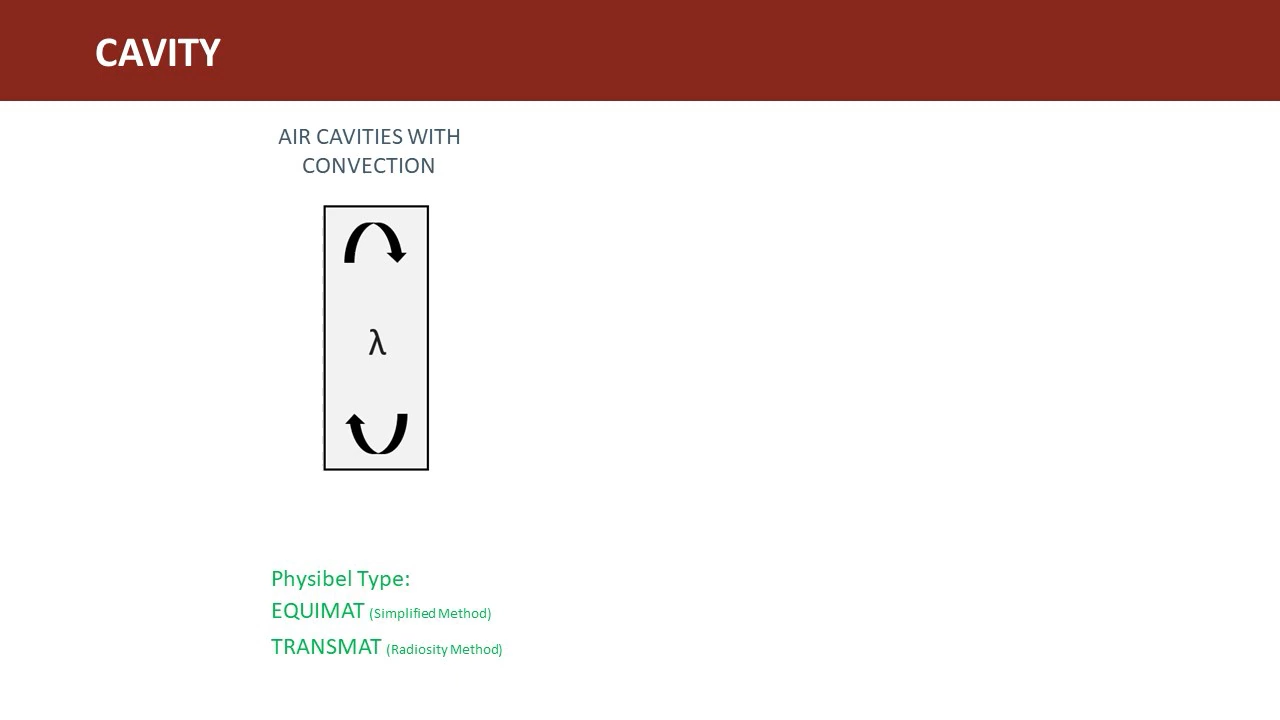 CAVITY
AIR CAVITIES WITH
CONVECTION
λ
Physibel Type:
EQUIMAT (Simplified Method)
TRANSMAT (Radiosity Method)